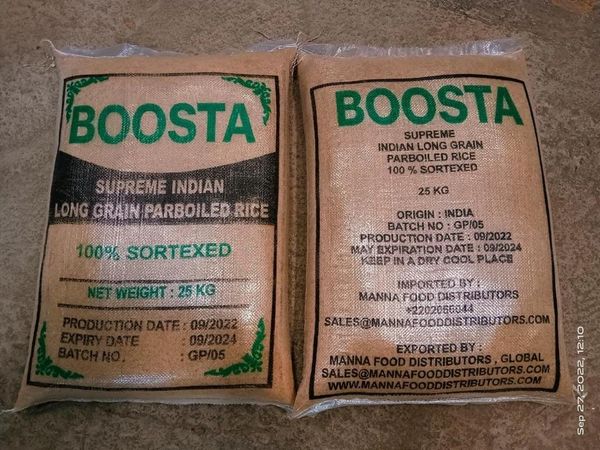 BOOSTA
SUPREME INDIAN
LONG GRAIN PARBOILED RICE
100% SORTEXED
NET WEIGHT : 25 KG
PRODUCTION DATE : 09/2022
EXPIRY DATE : 09/2024
BATCH NO. : GP/05
BOOSTA
SUPREME
INDIAN LONG GRAIN
PARBOILED RICE
100 % SORTEXED
25 KG
ORIGIN : INDIA
BATCH NO : GP/05
PRODUCTION DATE : 09/2022
MAY EXPIRATION DATE : 09/2024
KEEP IN A DRY COOL PLACE
IMPORTED BY :
MANNA FODD DISTRIBUTORS
+2202066044
SALES@MANNAFOODDISTRIBUTORS.COM
EXPORTED BY :
MANNA FOOD DISTRIBUTORS , GLOBAL
SALES@MANNAFOODDISTRIBUTORS.COM
WWW.MANNAFOODDISTRIBUTORS.COM
Sep 27, 2022, 12:10